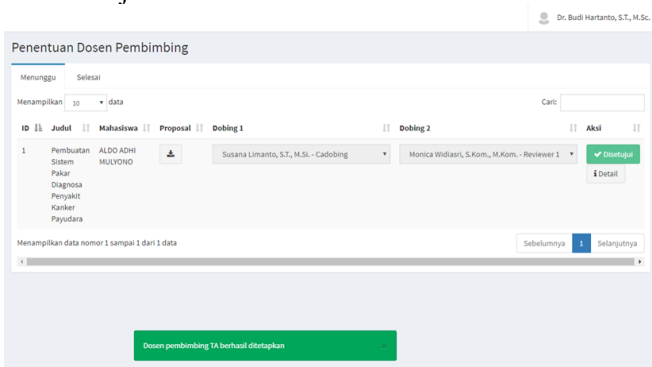 Dr. Budi Hartanto, S.T., M.Sc.
Penentuan Dosen Pembimbing
Menunggu Selesai
Menampilkan 10 data Cari:
ID Judul Mahasiswa Proposal Dobing 1 Dobing 2 Aksi
1 Pembuatan ALDO ADHI Susana Limanto, S.T., M.Si. - Cadobing Monica Widiasri, S.Kom., M.Kom. - Reviewer 1 Disetujui
Sistem MULYONO
Pakar Detail
Diagnosa
Penyakit
Kanker
Payudara
Menampilkan data nomor 1 sampai 1 dari 1 data Sebelumnya 1 Selanjutnya
Dosen pembimbing TA berhasil ditetapkan